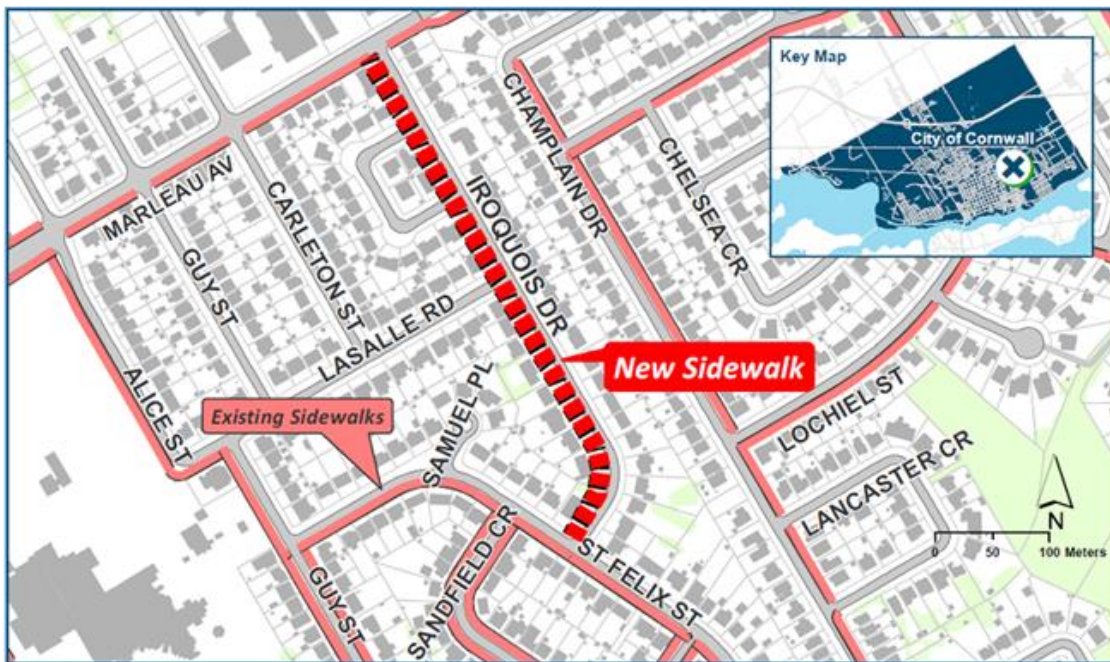 Key Map
City of Cornwall
MARLEAU AV
GUY ST
CARLETON ST
IROQUOIS DR
CHAMPLAIN DR
CHELSEA CR
LASALLE RD
ALICE ST
Existing Sidewalks
SAMUEL PL
New Sidewalk
LOCHIEL ST
LANCASTER CR
SANDFIELD CR
ST FELIX ST
GUY ST
N
0 50 100 Meters